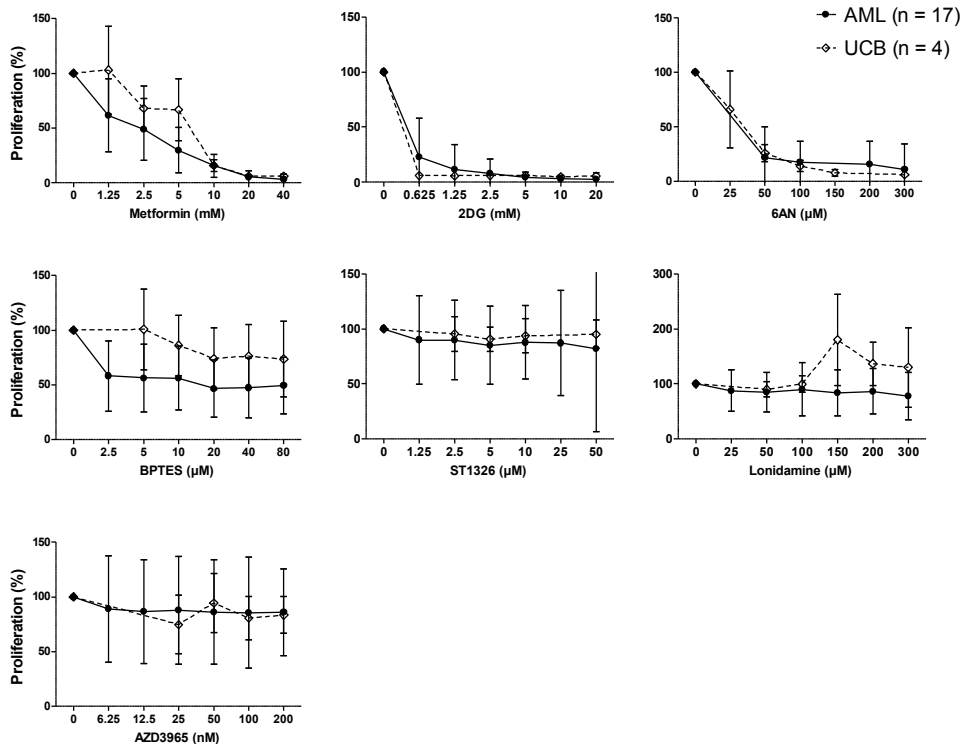 AML (n = 17)
UCB (n = 4)
Proliferation (%)
150
100
50
0
0 1.25 2.5 5 10 20 40
Metformin (mM)
150
100
50
0
0 0.625 1.25 2.5 5 10 20
2DG (mM)
150
100
50
0
0 25 50 100 150 200 300
6AN (µM)
Proliferation (%)
150
100
50
0
0 2.5 5 10 20 40 80
BPTES (µM)
150
100
50
0
0 1.25 2.5 5 10 25 50
ST1326 (µM)
300
200
100
0
0 25 50 100 150 200 300
Lonidamine (µM)
Proliferation (%)
150
100
50
0
0 6.25 12.5 25 50 100 200
AZD3965 (nM)